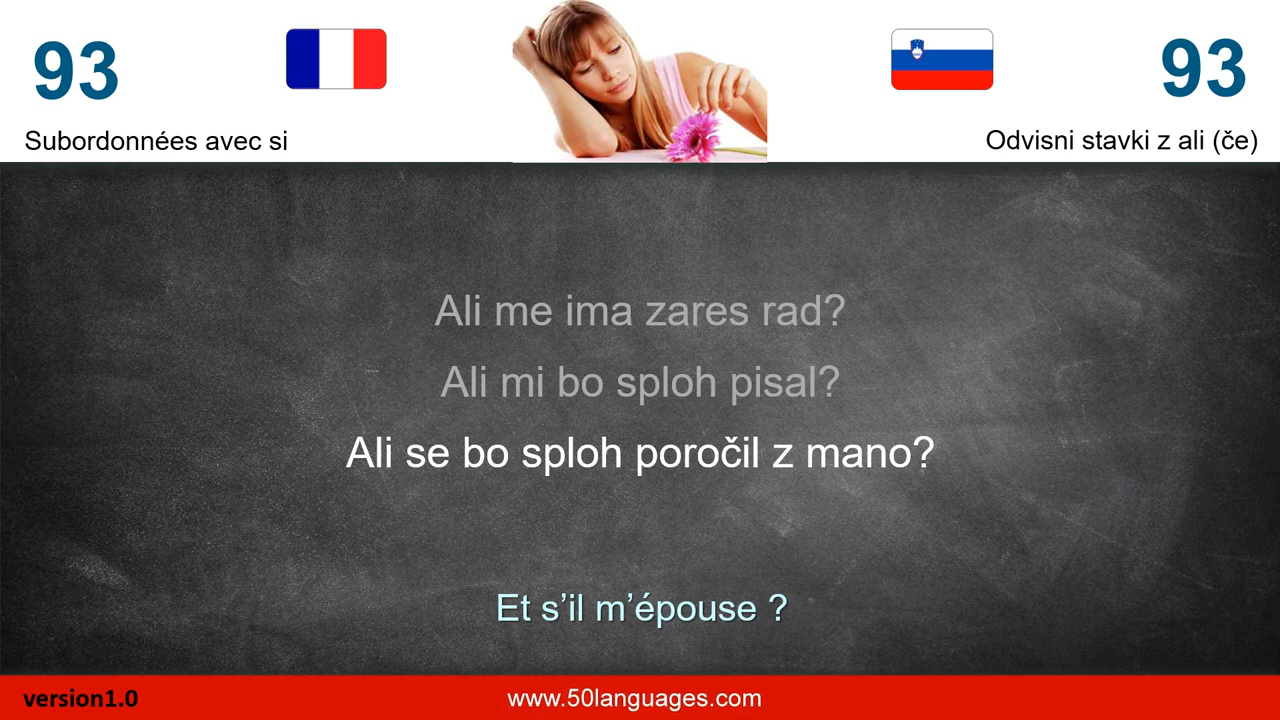 93
93
Subordonnées avec si
Odvisni stavki z ali (če)
Ali me ima zares rad?
Ali mi bo sploh pisal?
Ali se bo sploh poročil z mano?
Et s’il m’épouse ?
version1.0
www.50languages.com